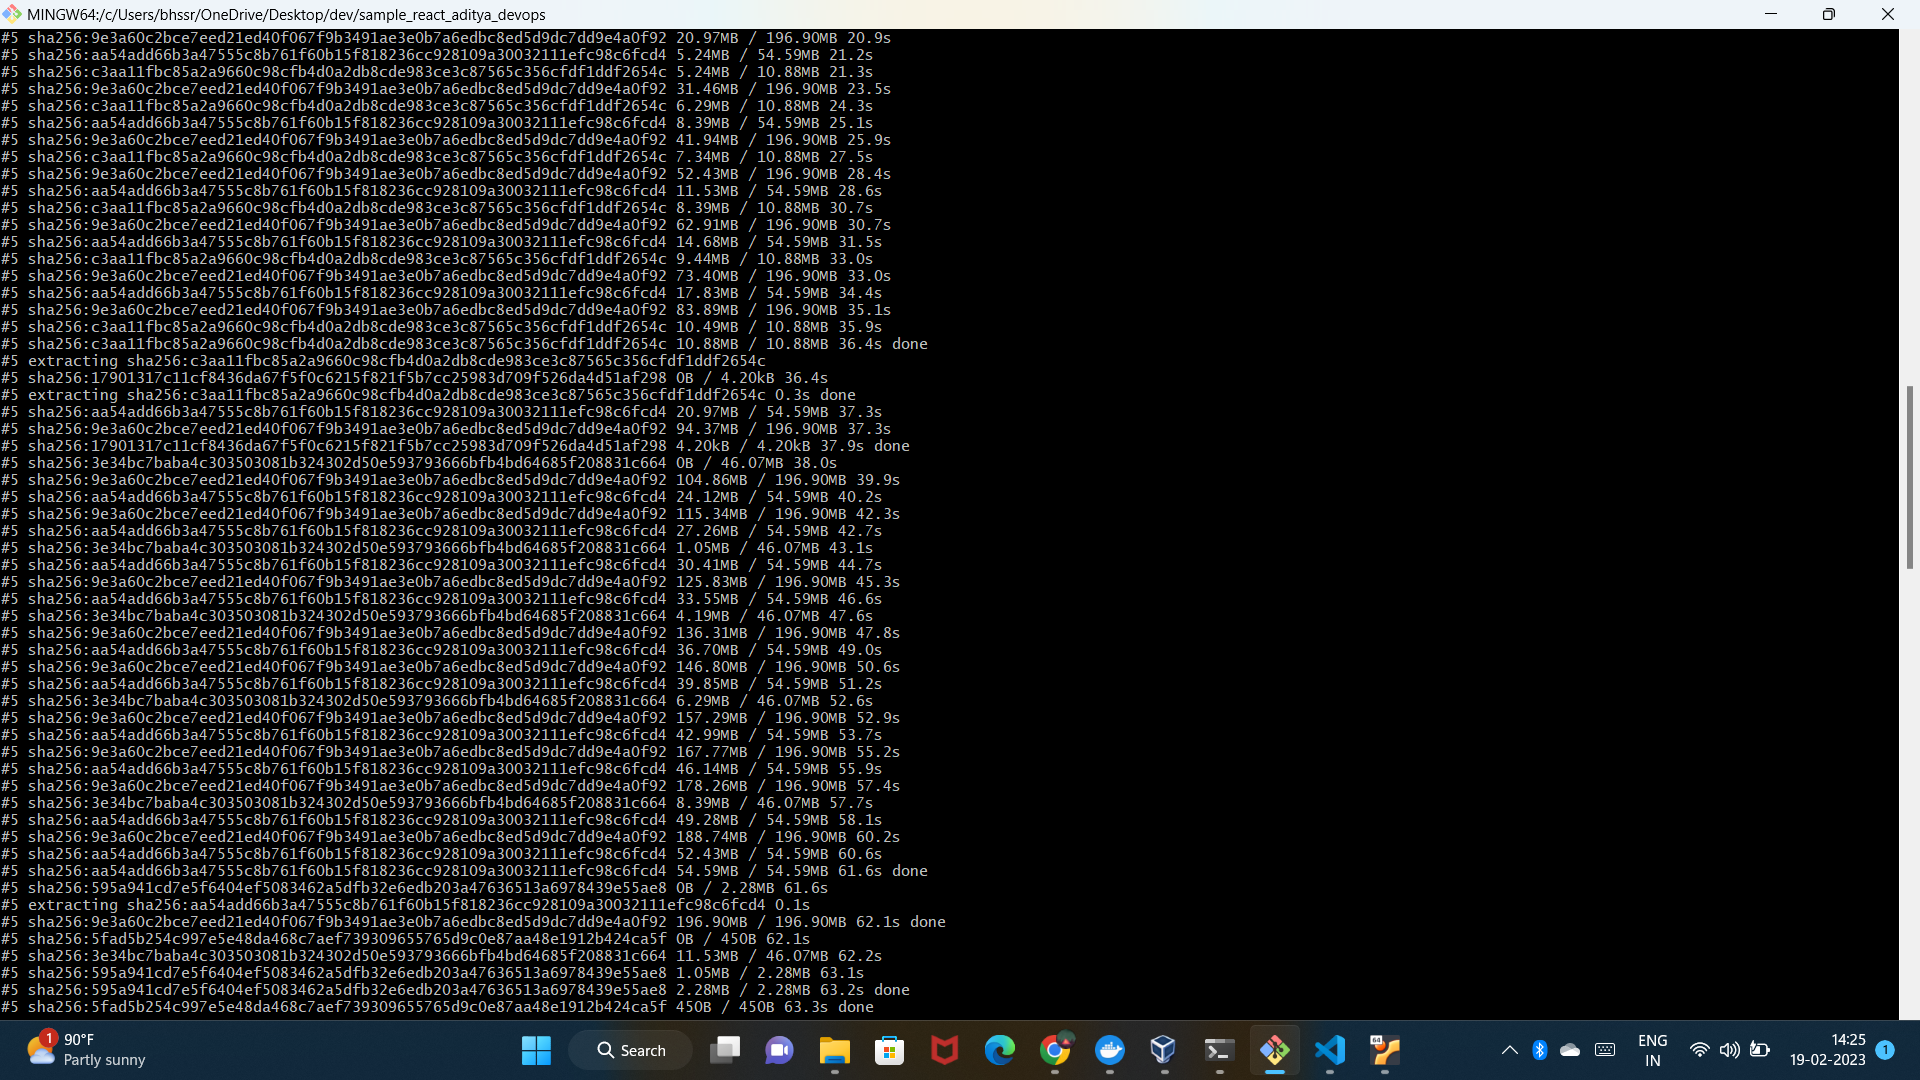 MINGW64:/c/Users/bhssr/OneDrive/Desktop/dev/sample_react_aditya_devops
#5 sha256:9e3a60c2bce7eed21ed40f067f9b3491ae3e0b7a6edbc8ed5d9dc7dd9e4a0f92 20.97MB / 196.90MB 20.9s
#5 sha256:aa54add66b3a47555c8b761f60b15f818236cc928109a30032111efc98c6fcd4 5.24MB / 54.59MB 21.2s
#5 sha256:c3aa11fbc85a2a9660c98cfb4d0a2db8cde983ce3c87565c356cfdf1ddf2654c 5.24MB / 10.88MB 21.3s
#5 sha256:9e3a60c2bce7eed21ed40f067f9b3491ae3e0b7a6edbc8ed5d9dc7dd9e4a0f92 31.46MB / 196.90MB 23.5s
#5 sha256:c3aa11fbc85a2a9660c98cfb4d0a2db8cde983ce3c87565c356cfdf1ddf2654c 6.29MB / 10.88MB 24.3s
#5 sha256:aa54add66b3a47555c8b761f60b15f818236cc928109a30032111efc98c6fcd4 8.39MB / 54.59MB 25.1s
#5 sha256:9e3a60c2bce7eed21ed40f067f9b3491ae3e0b7a6edbc8ed5d9dc7dd9e4a0f92 41.94MB / 196.90MB 25.9s
#5 sha256:c3aa11fbc85a2a9660c98cfb4d0a2db8cde983ce3c87565c356cfdf1ddf2654c 7.34MB / 10.88MB 27.5s
#5 sha256:9e3a60c2bce7eed21ed40f067f9b3491ae3e0b7a6edbc8ed5d9dc7dd9e4a0f92 52.43MB / 196.90MB 28.4s
#5 sha256:aa54add66b3a47555c8b761f60b15f818236cc928109a30032111efc98c6fcd4 11.53MB / 54.59MB 28.6s
#5 sha256:c3aa11fbc85a2a9660c98cfb4d0a2db8cde983ce3c87565c356cfdf1ddf2654c 8.39MB / 10.88MB 30.7s
#5 sha256:9e3a60c2bce7eed21ed40f067f9b3491ae3e0b7a6edbc8ed5d9dc7dd9e4a0f92 62.91MB / 196.90MB 30.7s
#5 sha256:aa54add66b3a47555c8b761f60b15f818236cc928109a30032111efc98c6fcd4 14.68MB / 54.59MB 31.5s
#5 sha256:c3aa11fbc85a2a9660c98cfb4d0a2db8cde983ce3c87565c356cfdf1ddf2654c 9.44MB / 10.88MB 33.0s
#5 sha256:9e3a60c2bce7eed21ed40f067f9b3491ae3e0b7a6edbc8ed5d9dc7dd9e4a0f92 73.40MB / 196.90MB 33.0s
#5 sha256:aa54add66b3a47555c8b761f60b15f818236cc928109a30032111efc98c6fcd4 17.83MB / 54.59MB 34.4s
#5 sha256:9e3a60c2bce7eed21ed40f067f9b3491ae3e0b7a6edbc8ed5d9dc7dd9e4a0f92 83.89MB / 196.90MB 35.1s
#5 sha256:c3aa11fbc85a2a9660c98cfb4d0a2db8cde983ce3c87565c356cfdf1ddf2654c 10.49MB / 10.88MB 35.9s
#5 sha256:c3aa11fbc85a2a9660c98cfb4d0a2db8cde983ce3c87565c356cfdf1ddf2654c 10.88MB / 10.88MB 36.4s done
#5 extracting sha256:c3aa11fbc85a2a9660c98cfb4d0a2db8cde983ce3c87565c356cfdf1ddf2654c
#5 sha256:17901317c11cf8436da67f5f0c6215f821f5b7cc25983d709f526da4d51af298 0B / 4.20kB 36.4s
#5 extracting sha256:c3aa11fbc85a2a9660c98cfb4d0a2db8cde983ce3c87565c356cfdf1ddf2654c 0.3s done
#5 sha256:aa54add66b3a47555c8b761f60b15f818236cc928109a30032111efc98c6fcd4 20.97MB / 54.59MB 37.3s
#5 sha256:9e3a60c2bce7eed21ed40f067f9b3491ae3e0b7a6edbc8ed5d9dc7dd9e4a0f92 94.37MB / 196.90MB 37.3s
#5 sha256:17901317c11cf8436da67f5f0c6215f821f5b7cc25983d709f526da4d51af298 4.20kB / 4.20kB 37.9s done
#5 sha256:3e34bc7baba4c303503081b324302d50e593793666bfb4bd64685f208831c664 0B / 46.07MB 38.0s
#5 sha256:9e3a60c2bce7eed21ed40f067f9b3491ae3e0b7a6edbc8ed5d9dc7dd9e4a0f92 104.86MB / 196.90MB 39.9s
#5 sha256:aa54add66b3a47555c8b761f60b15f818236cc928109a30032111efc98c6fcd4 24.12MB / 54.59MB 40.2s
#5 sha256:9e3a60c2bce7eed21ed40f067f9b3491ae3e0b7a6edbc8ed5d9dc7dd9e4a0f92 115.34MB / 196.90MB 42.3s
#5 sha256:aa54add66b3a47555c8b761f60b15f818236cc928109a30032111efc98c6fcd4 27.26MB / 54.59MB 42.7s
#5 sha256:3e34bc7baba4c303503081b324302d50e593793666bfb4bd64685f208831c664 1.05MB / 46.07MB 43.1s
#5 sha256:aa54add66b3a47555c8b761f60b15f818236cc928109a30032111efc98c6fcd4 30.41MB / 54.59MB 44.7s
#5 sha256:9e3a60c2bce7eed21ed40f067f9b3491ae3e0b7a6edbc8ed5d9dc7dd9e4a0f92 125.83MB / 196.90MB 45.3s
#5 sha256:aa54add66b3a47555c8b761f60b15f818236cc928109a30032111efc98c6fcd4 33.55MB / 54.59MB 46.6s
#5 sha256:3e34bc7baba4c303503081b324302d50e593793666bfb4bd64685f208831c664 4.19MB / 46.07MB 47.6s
#5 sha256:9e3a60c2bce7eed21ed40f067f9b3491ae3e0b7a6edbc8ed5d9dc7dd9e4a0f92 136.31MB / 196.90MB 47.8s
#5 sha256:aa54add66b3a47555c8b761f60b15f818236cc928109a30032111efc98c6fcd4 36.70MB / 54.59MB 49.0s
#5 sha256:9e3a60c2bce7eed21ed40f067f9b3491ae3e0b7a6edbc8ed5d9dc7dd9e4a0f92 146.80MB / 196.90MB 50.6s
#5 sha256:aa54add66b3a47555c8b761f60b15f818236cc928109a30032111efc98c6fcd4 39.85MB / 54.59MB 51.2s
#5 sha256:3e34bc7baba4c303503081b324302d50e593793666bfb4bd64685f208831c664 6.29MB / 46.07MB 52.6s
#5 sha256:9e3a60c2bce7eed21ed40f067f9b3491ae3e0b7a6edbc8ed5d9dc7dd9e4a0f92 157.29MB / 196.90MB 52.9s
#5 sha256:aa54add66b3a47555c8b761f60b15f818236cc928109a30032111efc98c6fcd4 42.99MB / 54.59MB 53.7s
#5 sha256:9e3a60c2bce7eed21ed40f067f9b3491ae3e0b7a6edbc8ed5d9dc7dd9e4a0f92 167.77MB / 196.90MB 55.2s
#5 sha256:aa54add66b3a47555c8b761f60b15f818236cc928109a30032111efc98c6fcd4 46.14MB / 54.59MB 55.9s
#5 sha256:9e3a60c2bce7eed21ed40f067f9b3491ae3e0b7a6edbc8ed5d9dc7dd9e4a0f92 178.26MB / 196.90MB 57.4s
#5 sha256:3e34bc7baba4c303503081b324302d50e593793666bfb4bd64685f208831c664 8.39MB / 46.07MB 57.7s
#5 sha256:aa54add66b3a47555c8b761f60b15f818236cc928109a30032111efc98c6fcd4 49.28MB / 54.59MB 58.1s
#5 sha256:9e3a60c2bce7eed21ed40f067f9b3491ae3e0b7a6edbc8ed5d9dc7dd9e4a0f92 188.74MB / 196.90MB 60.2s
#5 sha256:aa54add66b3a47555c8b761f60b15f818236cc928109a30032111efc98c6fcd4 52.43MB / 54.59MB 60.6s
#5 sha256:aa54add66b3a47555c8b761f60b15f818236cc928109a30032111efc98c6fcd4 54.59MB / 54.59MB 61.6s done
#5 sha256:595a941cd7e5f6404ef5083462a5dfb32e6edb203a47636513a6978439e55ae8 0B / 2.28MB 61.6s
#5 extracting sha256:aa54add66b3a47555c8b761f60b15f818236cc928109a30032111efc98c6fcd4 0.1s
#5 sha256:9e3a60c2bce7eed21ed40f067f9b3491ae3e0b7a6edbc8ed5d9dc7dd9e4a0f92 196.90MB / 196.90MB 62.1s done
#5 sha256:5fad5b254c997e5e48da468c7aef739309655765d9c0e87aa48e1912b424ca5f 0B / 450B 62.1s
#5 sha256:3e34bc7baba4c303503081b324302d50e593793666bfb4bd64685f208831c664 11.53MB / 46.07MB 62.2s
#5 sha256:595a941cd7e5f6404ef5083462a5dfb32e6edb203a47636513a6978439e55ae8 1.05MB / 2.28MB 63.1s
#5 sha256:595a941cd7e5f6404ef5083462a5dfb32e6edb203a47636513a6978439e55ae8 2.28MB / 2.28MB 63.2s done
#5 sha256:5fad5b254c997e5e48da468c7aef739309655765d9c0e87aa48e1912b424ca5f 450B / 450B 63.3s done
1
90°F
Partly sunny
Search
64
ENG
IN
14:25
19-02-2023
1